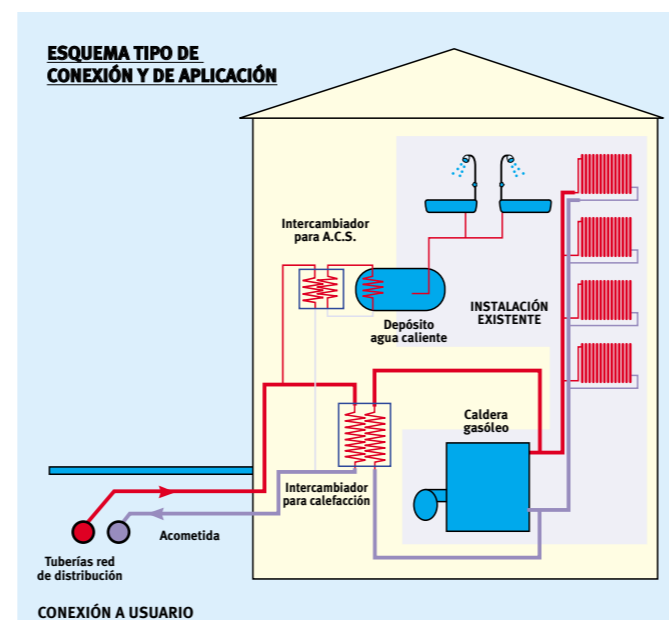 ESQUEMA TIPO DE
CONEXIÓN Y DE APLICACIÓN
Intercambiador
para A.C.S.
Depósito
agua caliente
INSTALACIÓN
EXISTENTE
Caldera
gasóleo
Intercambiador
para calefacción
Acometida
Tuberías red
de distribución
CONEXIÓN A USUARIO